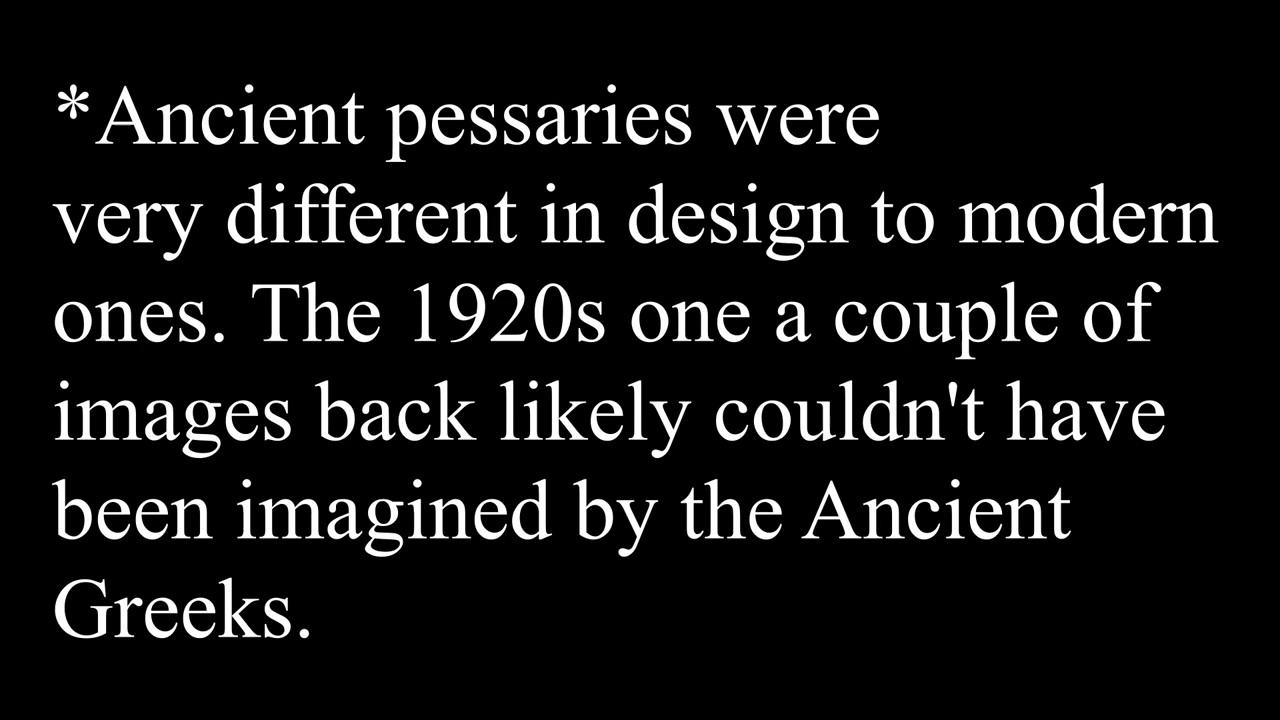 *Ancient pessaries were
very different in design to modern
ones. The 1920s one a couple of
images back likely couldn't have
been imagined by the Ancient
Greeks.